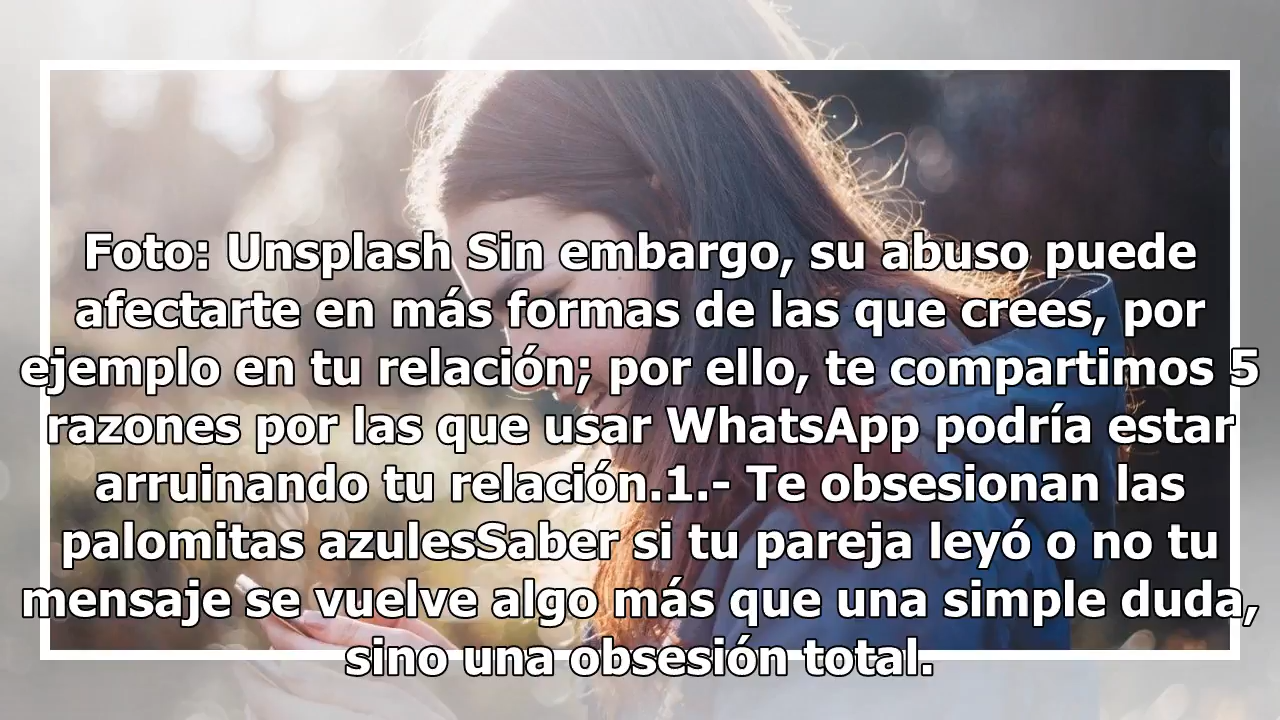 Foto: Unsplash Sin embargo, su abuso puede
afectarte en más formas de las que crees, por
ejemplo en tu relación; por ello, te compartimos 5
razones por las que usar WhatsApp podría estar
arruinando tu relación.1.- Te obsesionan las
palomitas azulesSaber si tu pareja leyó o no tu
mensaje se vuelve algo más que una simple duda,
sino una obsesión total.